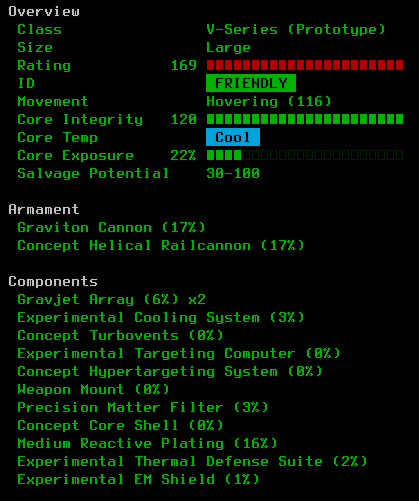 Overview
Class V-Series (Prototype)
Size Large
Rating 169
ID FRIENDLY
Movement Hovering (116)
Core Integrity 120
Core Temp Cool
Core Exposure 22%
Salvage Potential 30-100
Armament
Graviton Cannon (17%)
Concept Helical Railcannon (17%)
Components
Gravjet Array (6%) x2
Experimental Cooling System (3%)
Concept Turbovents (0%)
Experimental Targeting Computer (0%)
Concept Hypertargeting System (0%)
Weapon Mount (0%)
Precision Matter Filter (3%)
Concept Core Shell (0%)
Medium Reactive Plating (16%)
Experimental Thermal Defense Suite (2%)
Experimental EM Shield (1%)